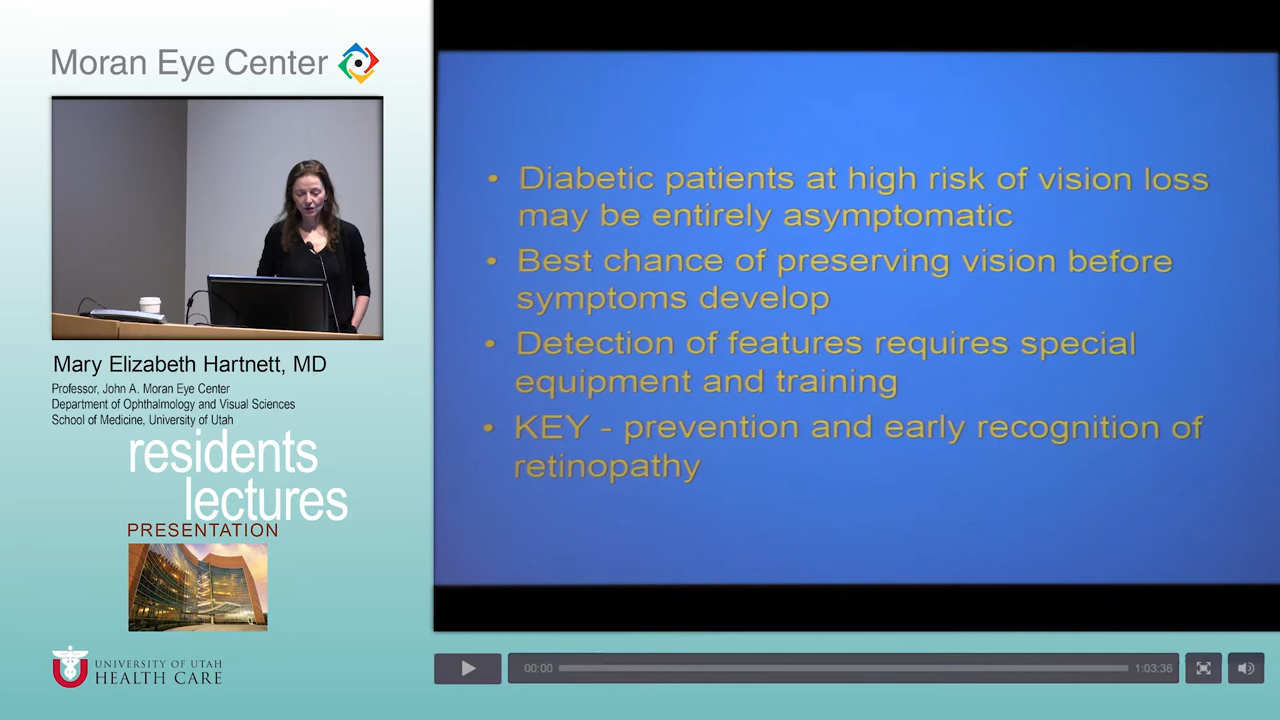 Moran Eye Center
Mary Elizabeth Hartnett, MD
Professor, John A. Moran Eye Center
Department of Ophthalmology and Visual Sciences
School of Medicine, University of Utah
residents
lectures
PRESENTATION
UNIVERSITY OF UTAH
HEALTH CARE
• Diabetic patients at high risk of vision loss
may be entirely asymptomatic
• Best chance of preserving vision before
symptoms develop
• Detection of features requires special
equipment and training
• KEY - prevention and early recognition of
retinopathy
00:00
1:03:36